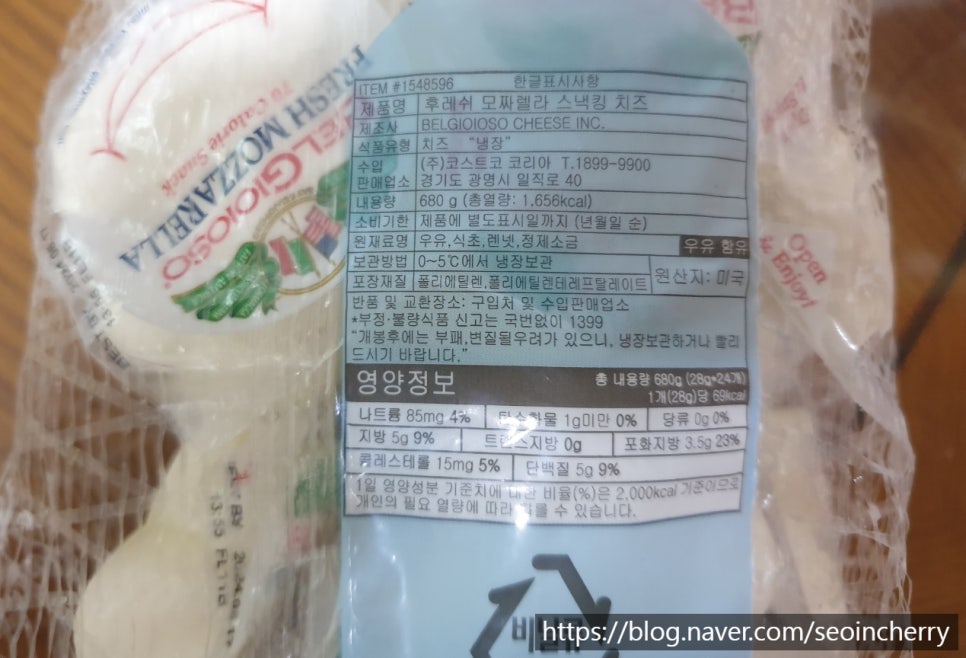 ITEM #1548596 한글표시사항
제품명 후레쉬 모짜렐라 스낵킹 치즈
제조사 BELGIOIOSO CHEESE INC.
식품유형 치즈 "냉장"
수입 판매업소 (주)코스트코 코리아 T.1899-9900
경기도 광명시 일직로 40
내용량 680 g (총열량: 1,656kcal)
소비기한 제품에 별도표시일까지 (년월일 순)
원재료명 우유,식초,렌넷,정제소금 우유 함유
보관방법 0~5℃에서 냉장보관
포장재질 폴리에틸렌,폴리에틸렌테레프탈레이트 원산지: 미국
반품 및 교환장소: 구입처 및 수입판매업소
*부정·불량식품 신고는 국번없이 1399
"개봉후에는 부패,변질될우려가 있으니, 냉장보관하거나 빨리
드시기 바랍니다."
영양정보 총 내용량 680g (28g*24개)
1개(28g)당 69kcal
나트륨 85mg 4% 탄수화물 1g미만 0% 당류 0g 0%
지방 5g 9% 트랜스지방 0g 포화지방 3.5g 23%
콜레스테롤 15mg 5% 단백질 5g 9%
1일 영양성분 기준치에 대한 비율(%)은 2,000kcal 기준이므로
개인의 필요 열량에 따라 다를 수 있습니다.
BELGIOIOSO
FRESH MOZZARELLA
70 Calorie Snack
Open
& Enjoy!
https://blog.naver.com/seoincherry